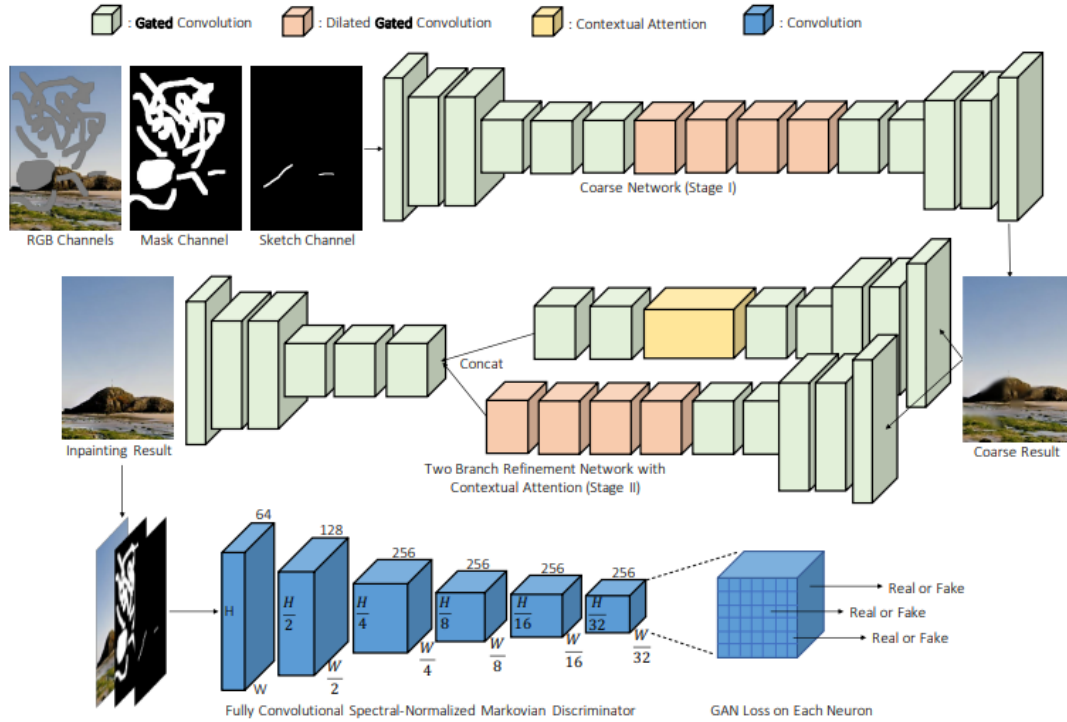 : Gated Convolution
: Dilated Gated Convolution
: Contextual Attention
: Convolution
RGB Channels
Mask Channel
Sketch Channel
Coarse Network (Stage I)
Concat
Inpainting Result
Two Branch Refinement Network with
Contextual Attention (Stage II)
Coarse Result
64
128
256
256
256
256
H
W
H/2
W/2
H/4
W/4
H/8
W/8
H/16
W/16
H/32
W/32
Real or Fake
Real or Fake
Real or Fake
Fully Convolutional Spectral-Normalized Markovian Discriminator
GAN Loss on Each Neuron